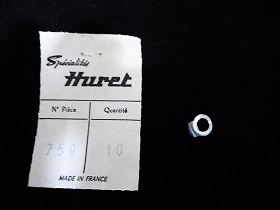 Spécialités
Huret
N° Pièce Quantité
759 10
MADE IN FRANCE